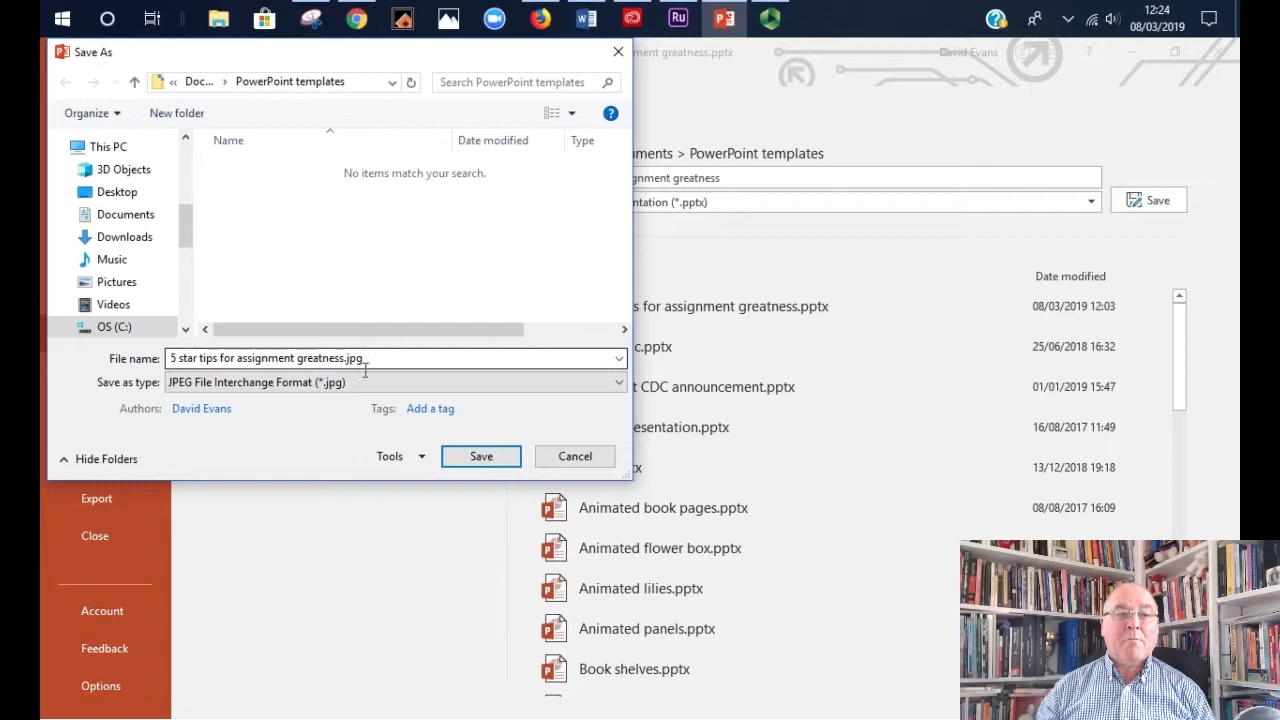 Ru
12:24
08/03/2019
Save As
ment greatness.pptx
David Evans
« Doc... > PowerPoint templates
Search PowerPoint templates
Organize
New folder
Name
Date modified
Type
No items match your search.
This PC
3D Objects
Desktop
Documents
Downloads
Music
Pictures
Videos
OS (C:)
File name: 5 star tips for assignment greatness.jpg
Save as type: JPEG File Interchange Format (*.jpg)
Authors: David Evans
Tags: Add a tag
Hide Folders
Tools
Save
Cancel
ments > PowerPoint templates
gnment greatness
ntation (*.pptx)
Save
Date modified
s for assignment greatness.pptx 08/03/2019 12:03
c.pptx 25/06/2018 16:32
t CDC announcement.pptx 01/01/2019 15:47
esentation.pptx 16/08/2017 11:49
x 13/12/2018 19:18
Animated book pages.pptx 08/08/2017 16:09
Animated flower box.pptx
Animated lilies.pptx
Animated panels.pptx
Book shelves.pptx
Export
Close
Account
Feedback
Options